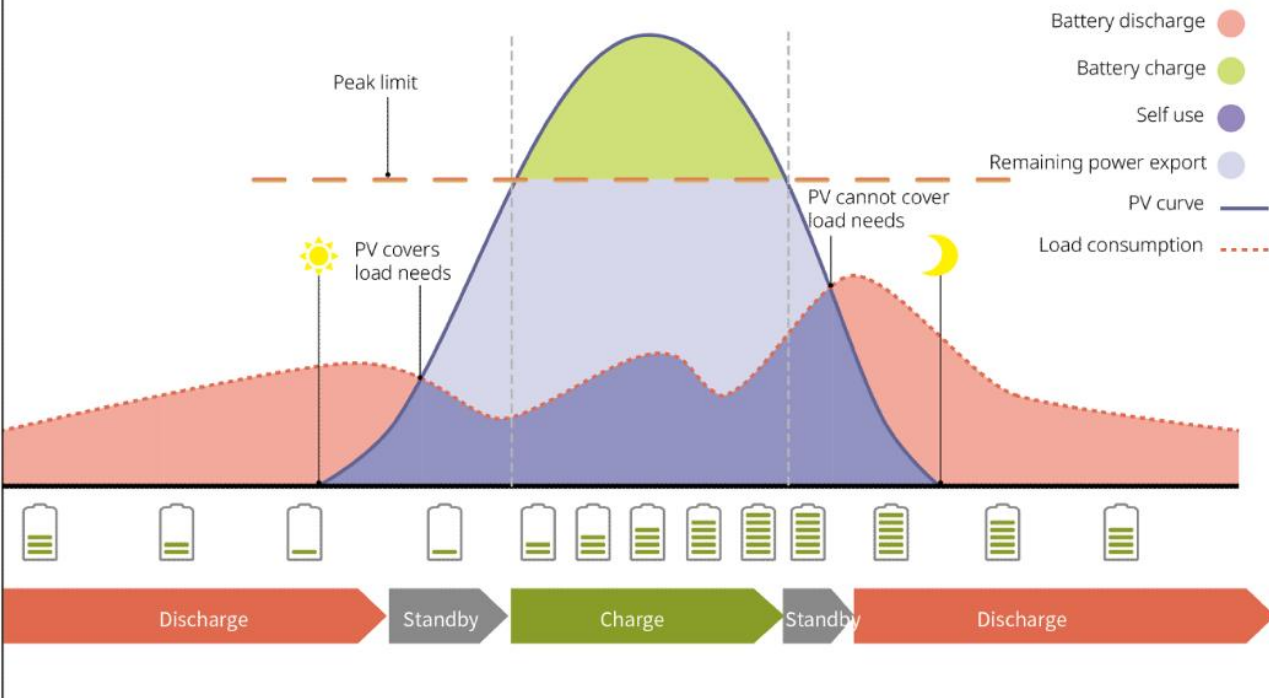 Battery discharge
Peak limit
Battery charge
Self use
Remaining power export
PV cannot cover
load needs
PV curve
PV covers
load needs
Load consumption
Discharge
Standby
Charge
Standby
Discharge